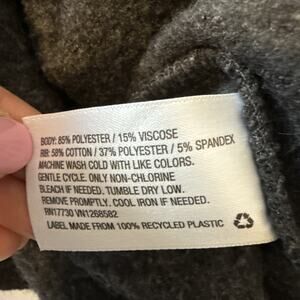 BODY: 85% POLYESTER / 15% VISCOSE
RIB: 58% COTTON / 37% POLYESTER / 5% SPANDEX
MACHINE WASH COLD WITH LIKE COLORS.
GENTLE CYCLE. ONLY NON-CHLORINE
BLEACH IF NEEDED. TUMBLE DRY LOW.
REMOVE PROMPTLY. COOL IRON IF NEEDED.
RN17730 VN1268582
LABEL MADE FROM 100% RECYCLED PLASTIC